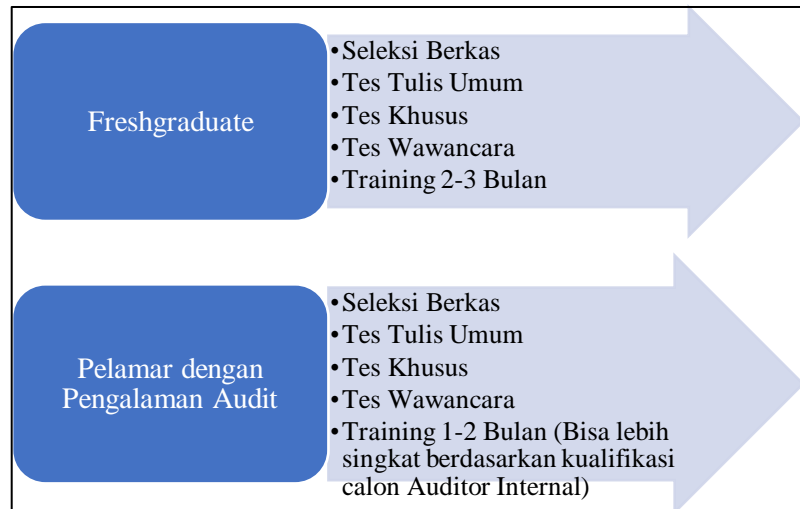 Freshgraduate
•Seleksi Berkas
•Tes Tulis Umum
•Tes Khusus
•Tes Wawancara
•Training 2-3 Bulan
Pelamar dengan
Pengalaman Audit
•Seleksi Berkas
•Tes Tulis Umum
•Tes Khusus
•Tes Wawancara
•Training 1-2 Bulan (Bisa lebih
singkat berdasarkan kualifikasi
calon Auditor Internal)